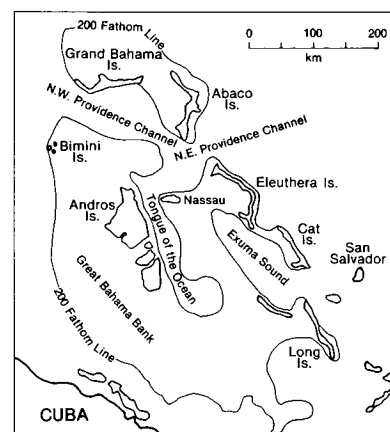 200 Fathom Line
Grand Bahama
Is.
0 100 200
km
Abaco
Is.
N.W. Providence Channel
N.E. Providence Channel
Bimini
Is.
Eleuthera Is.
Andros
Is.
Nassau
Tongue of the Ocean
Cat
Is.
San
Salvador
Exuma Sound
Great Bahama Bank
200 Fathom Line
Long
Is.
CUBA